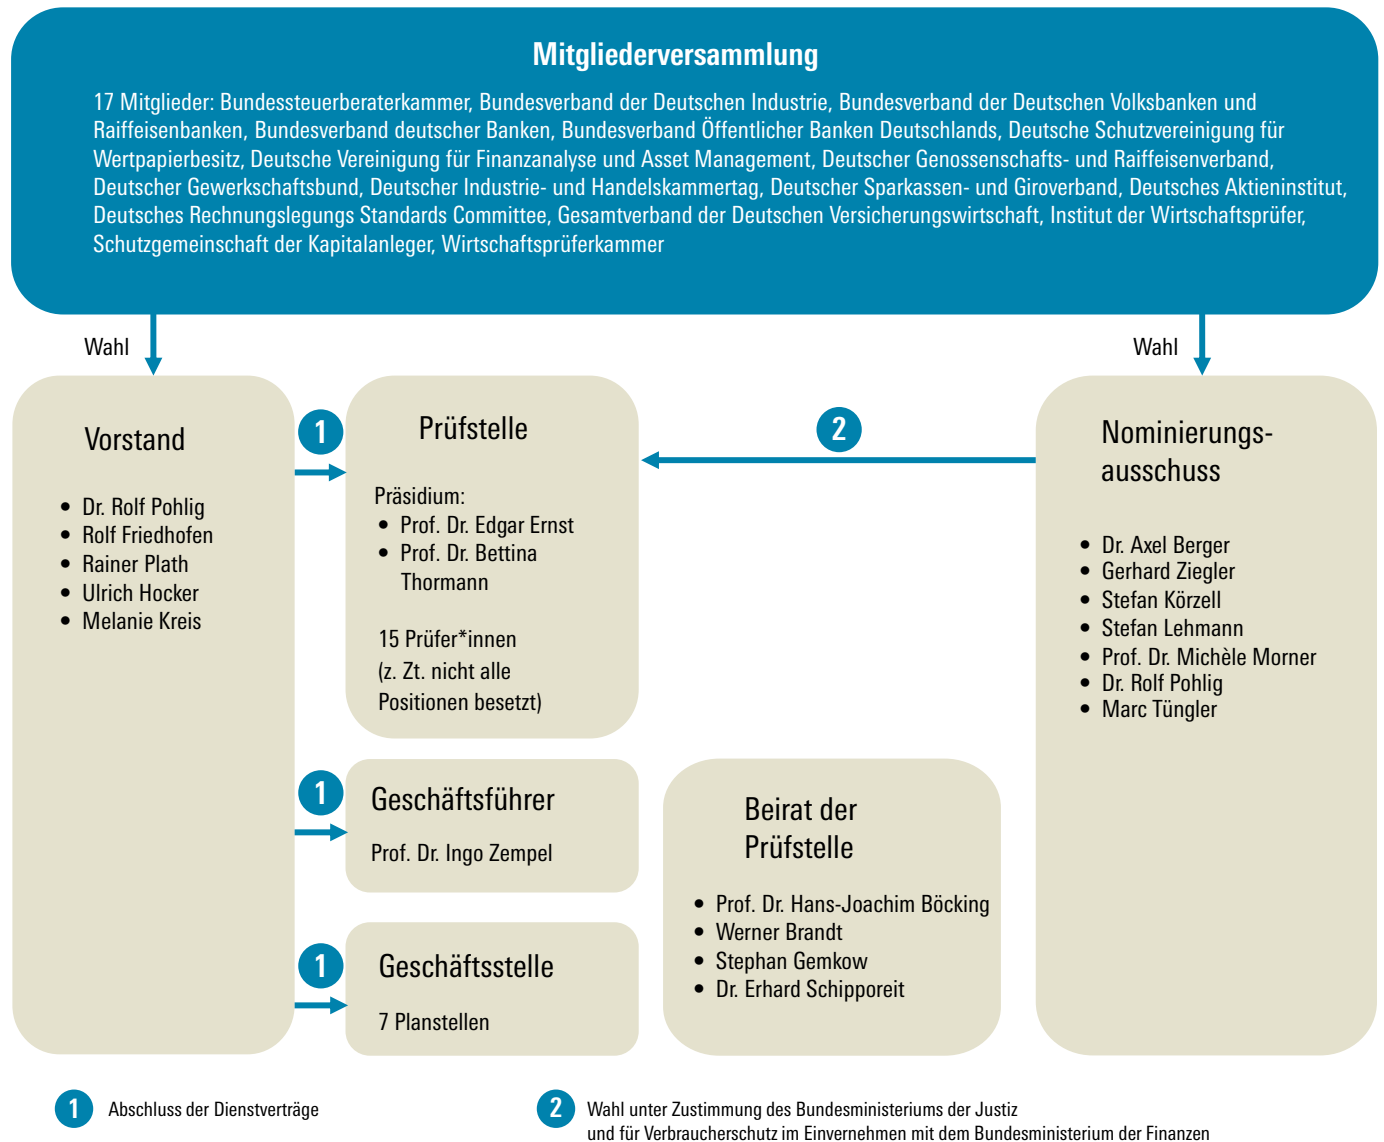 Mitgliederversammlung
17 Mitglieder: Bundessteuerberaterkammer, Bundesverband der Deutschen Industrie, Bundesverband der Deutschen Volksbanken und
Raiffeisenbanken, Bundesverband deutscher Banken, Bundesverband Öffentlicher Banken Deutschlands, Deutsche Schutzvereinigung für
Wertpapierbesitz, Deutsche Vereinigung für Finanzanalyse und Asset Management, Deutscher Genossenschafts- und Raiffeisenverband,
Deutscher Gewerkschaftsbund, Deutscher Industrie- und Handelskammertag, Deutscher Sparkassen- und Giroverband, Deutsches Aktieninstitut,
Deutsches Rechnungslegungs Standards Committee, Gesamtverband der Deutschen Versicherungswirtschaft, Institut der Wirtschaftsprüfer,
Schutzgemeinschaft der Kapitalanleger, Wirtschaftsprüferkammer
Wahl
Wahl
Vorstand
• Dr. Rolf Pohlig
• Rolf Friedhofen
• Rainer Plath
• Ulrich Hocker
• Melanie Kreis
1
Prüfstelle
Präsidium:
• Prof. Dr. Edgar Ernst
• Prof. Dr. Bettina
Thormann
15 Prüfer*innen
(z. Zt. nicht alle
Positionen besetzt)
2
Nominierungs-
ausschuss
• Dr. Axel Berger
• Gerhard Ziegler
• Stefan Körzell
• Stefan Lehmann
• Prof. Dr. Michèle Morner
• Dr. Rolf Pohlig
• Marc Tüngler
1
Geschäftsführer
Prof. Dr. Ingo Zempel
Beirat der
Prüfstelle
• Prof. Dr. Hans-Joachim Böcking
• Werner Brandt
• Stephan Gemkow
• Dr. Erhard Schipporeit
1
Geschäftsstelle
7 Planstellen
1 Abschluss der Dienstverträge
2 Wahl unter Zustimmung des Bundesministeriums der Justiz
und für Verbraucherschutz im Einvernehmen mit dem Bundesministerium der Finanzen